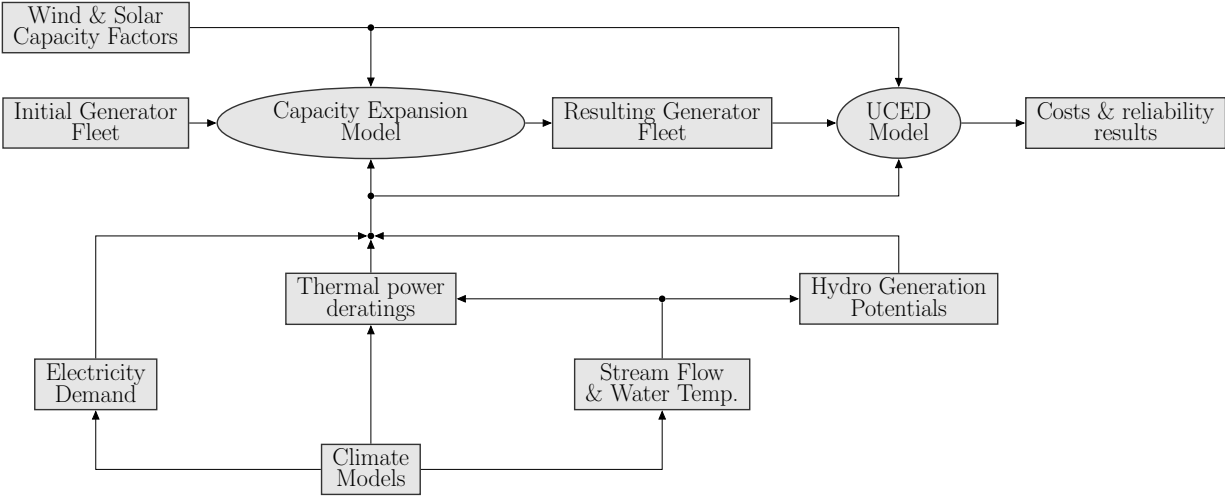 Wind & Solar
Capacity Factors
Initial Generator
Fleet
Capacity Expansion
Model
Resulting Generator
Fleet
UCED
Model
Costs & reliability
results
Thermal power
deratings
Hydro Generation
Potentials
Electricity
Demand
Stream Flow
& Water Temp.
Climate
Models